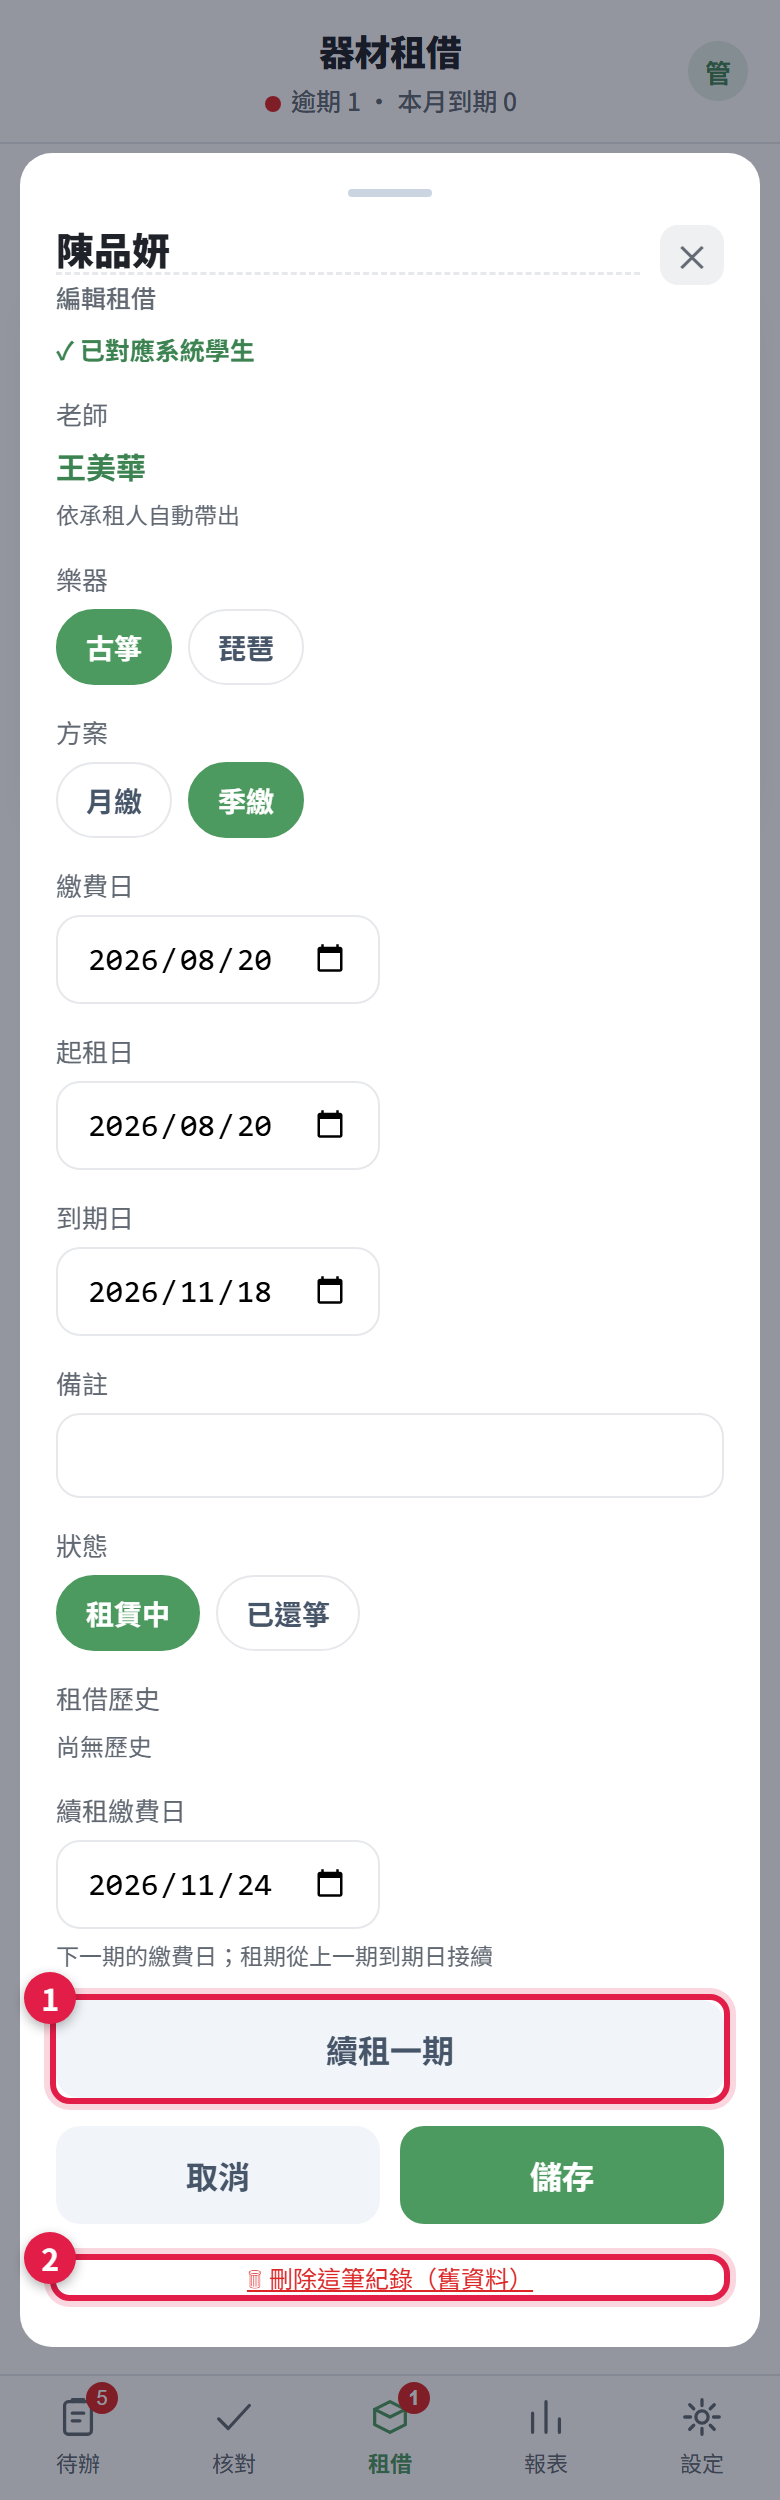 器材租借
管
逾期 1 · 本月到期 0
陳品妍
編輯租借
✓ 已對應系統學生
老師
王美華
依承租人自動帶出
樂器
古箏 琵琶
方案
月繳 季繳
繳費日
2026/08/20
起租日
2026/08/20
到期日
2026/11/18
備註
狀態
租賃中 已還箏
租借歷史
尚無歷史
續租繳費日
2026/11/24
下一期的繳費日；租期從上一期到期日接續
1
續租一期
取消 儲存
2
刪除這筆紀錄（舊資料）
5 1
待辦 核對 租借 報表 設定